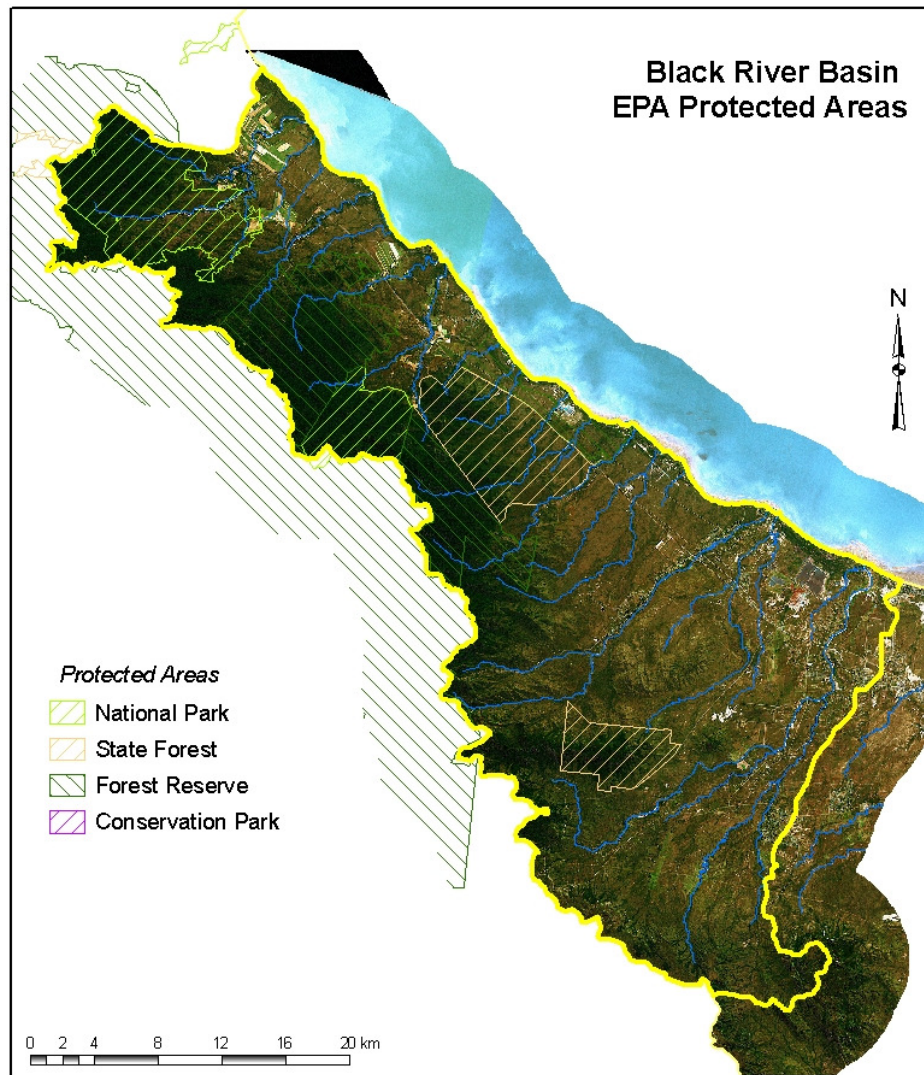 Black River Basin
EPA Protected Areas
N
Protected Areas
National Park
State Forest
Forest Reserve
Conservation Park
0 2 4 8 12 16 20 km